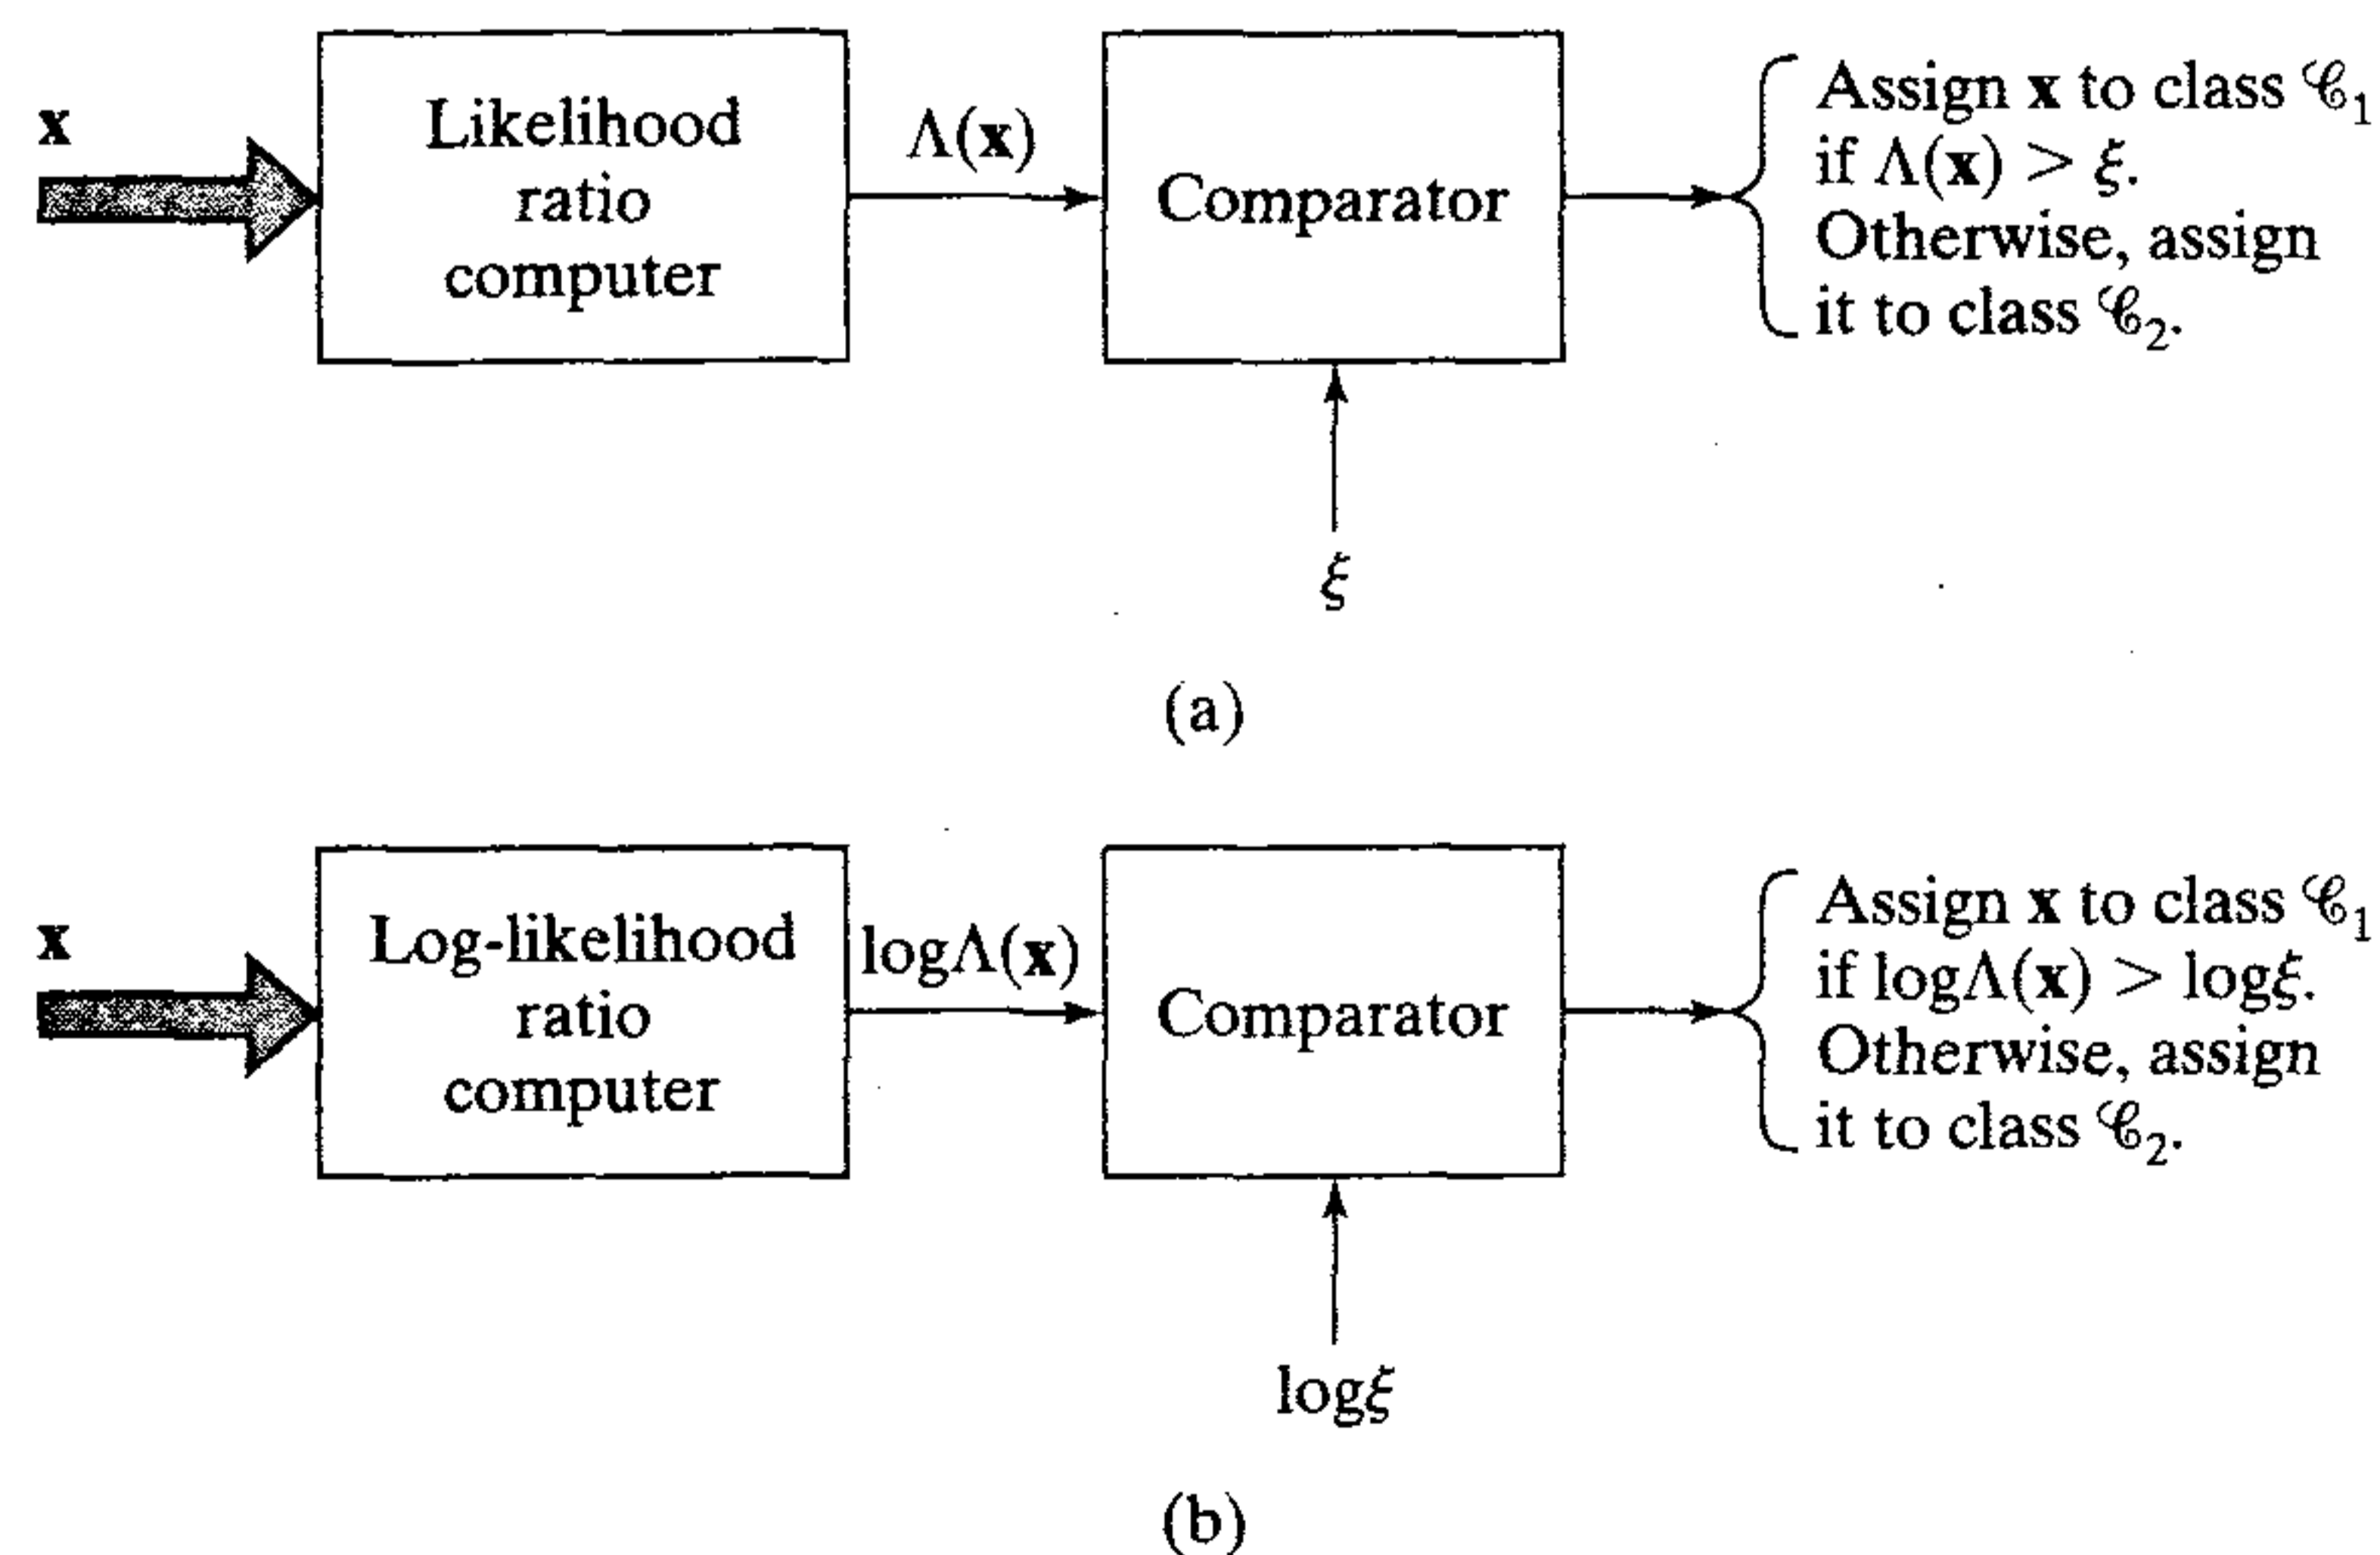 x
Likelihood
ratio
computer
Λ(x)
Comparator
ξ
Assign x to class 𝒞₁
if Λ(x) > ξ.
Otherwise, assign
it to class 𝒞₂.
(a)
x
Log-likelihood
ratio
computer
logΛ(x)
Comparator
logξ
Assign x to class 𝒞₁
if logΛ(x) > logξ.
Otherwise, assign
it to class 𝒞₂.
(b)